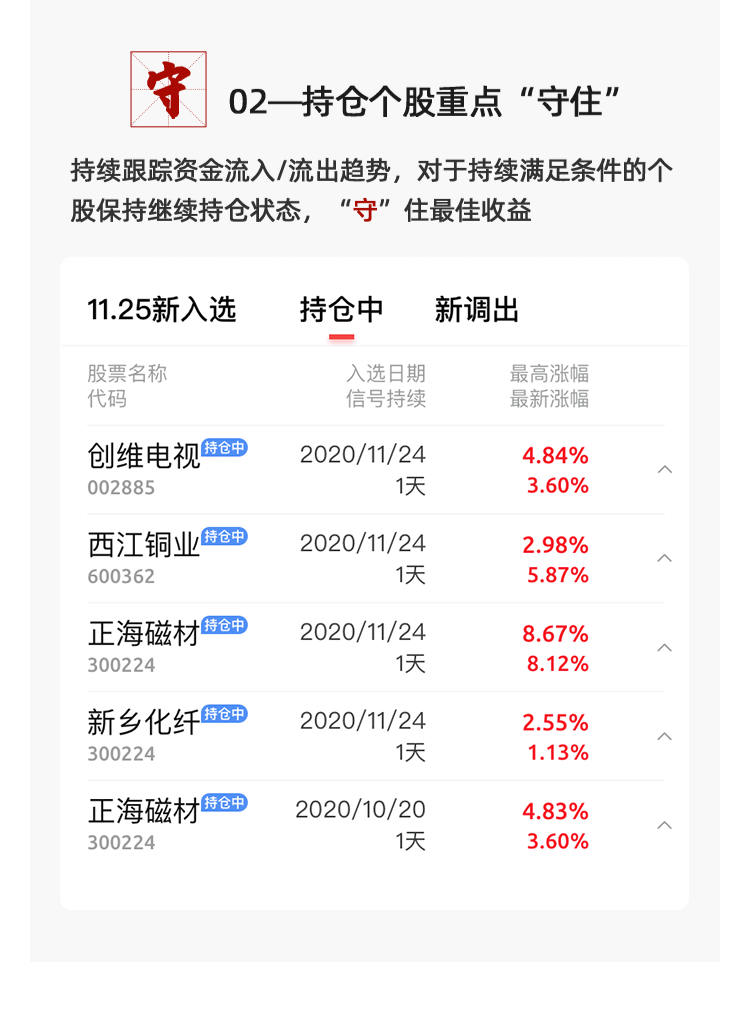 守
02—持仓个股重点“守住”
持续跟踪资金流入/流出趋势，对于持续满足条件的个
股保持继续持仓状态，“守”住最佳收益
11.25新入选 持仓中 新调出
股票名称 入选日期 最高涨幅
代码 信号持续 最新涨幅
创维电视 持仓中 2020/11/24 4.84%
002885 1天 3.60%
西江铜业 持仓中 2020/11/24 2.98%
600362 1天 5.87%
正海磁材 持仓中 2020/11/24 8.67%
300224 1天 8.12%
新乡化纤 持仓中 2020/11/24 2.55%
300224 1天 1.13%
正海磁材 持仓中 2020/10/20 4.83%
300224 1天 3.60%